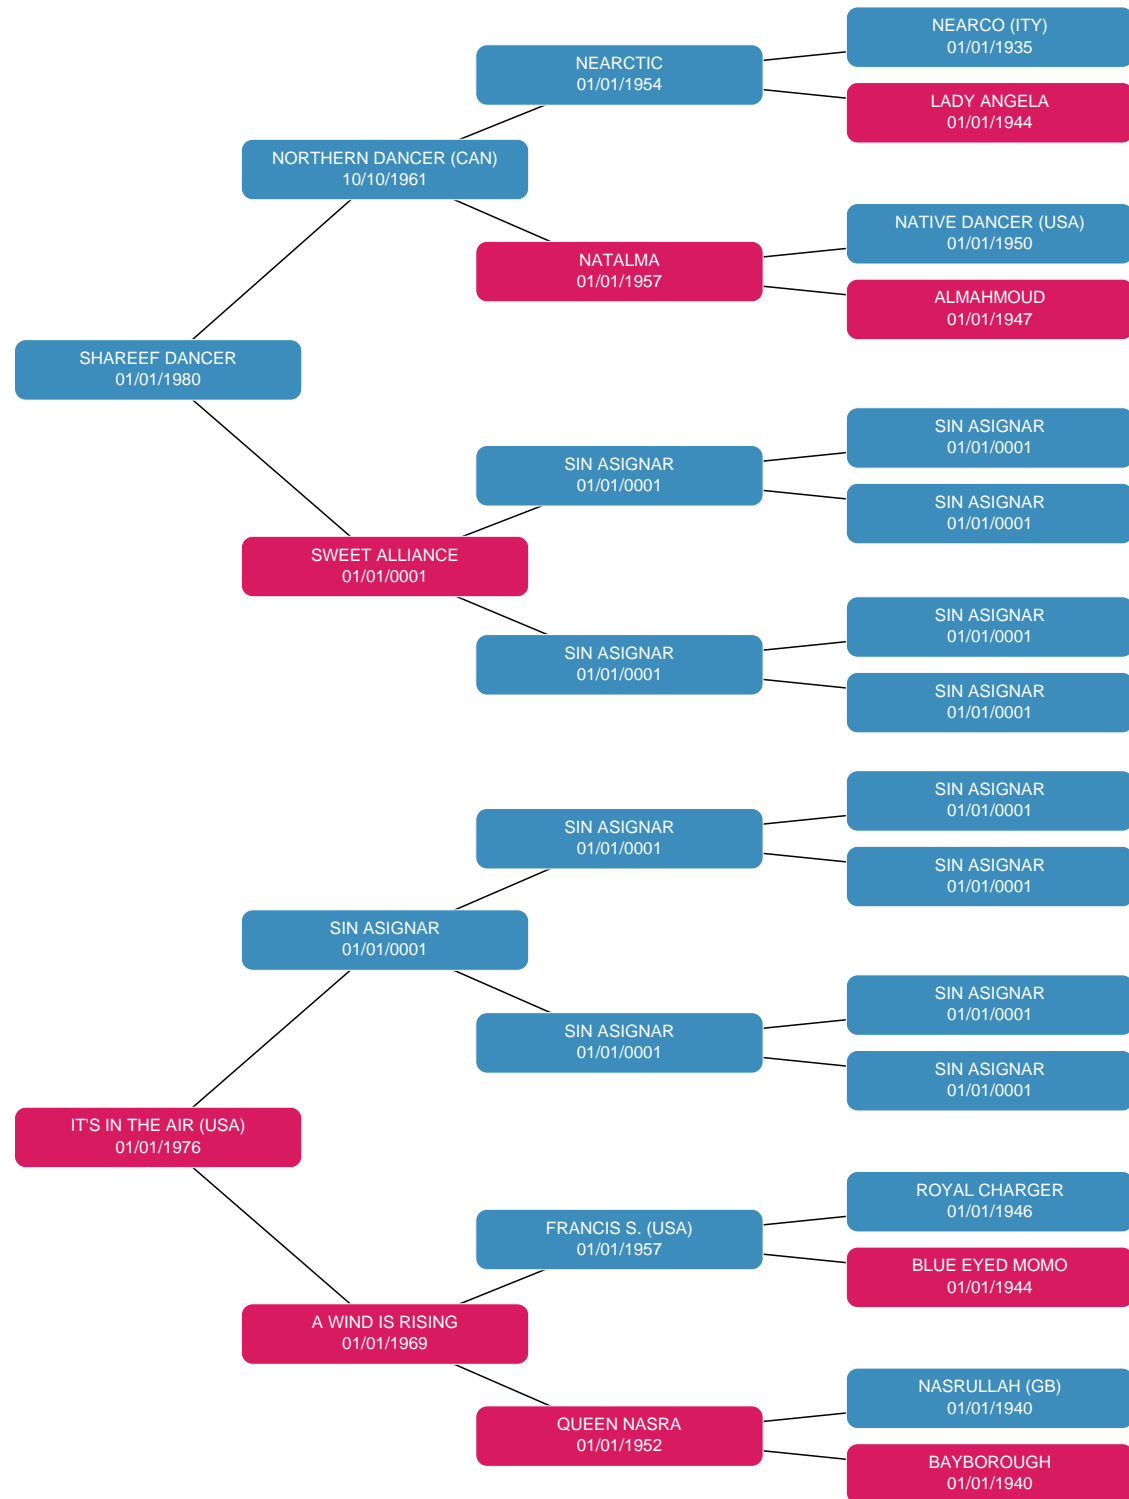 NEARCO (ITY)
01/01/1935
NEARCTIC
01/01/1954
LADY ANGELA
01/01/1944
NORTHERN DANCER (CAN)
10/10/1961
NATIVE DANCER (USA)
01/01/1950
NATALMA
01/01/1957
ALMAHMOUD
01/01/1947
SHAREEF DANCER
01/01/1980
SIN ASIGNAR
01/01/0001
SIN ASIGNAR
01/01/0001
SIN ASIGNAR
01/01/0001
SWEET ALLIANCE
01/01/0001
SIN ASIGNAR
01/01/0001
SIN ASIGNAR
01/01/0001
SIN ASIGNAR
01/01/0001
SIN ASIGNAR
01/01/0001
SIN ASIGNAR
01/01/0001
SIN ASIGNAR
01/01/0001
SIN ASIGNAR
01/01/0001
SIN ASIGNAR
01/01/0001
SIN ASIGNAR
01/01/0001
SIN ASIGNAR
01/01/0001
IT'S IN THE AIR (USA)
01/01/1976
ROYAL CHARGER
01/01/1946
FRANCIS S. (USA)
01/01/1957
BLUE EYED MOMO
01/01/1944
A WIND IS RISING
01/01/1969
NASRULLAH (GB)
01/01/1940
QUEEN NASRA
01/01/1952
BAYBOROUGH
01/01/1940